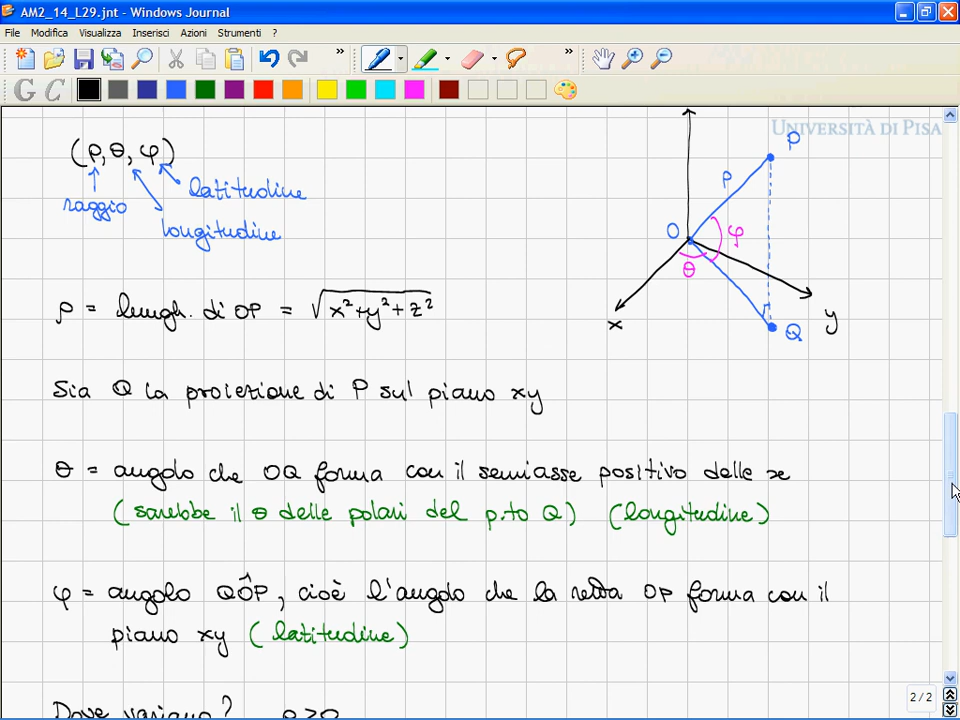 AM2_14_L29.jnt - Windows Journal
File Modifica Visualizza Inserisci Azioni Strumenti ?
G C
UNIVERSITÀ DI PISA
(ρ, θ, φ)
raggio
longitudine
latitudine
P
ρ
O
φ
θ
x
y
Q
ρ = lungh. di OP = √x²+y²+z²
Sia Q la proiezione di P sul piano xy
θ = angolo che OQ forma con il semiasse positivo delle x
(sarebbe il θ delle polari del p.to Q) (longitudine)
φ = angolo QÔP, cioè l'angolo che la retta OP forma con il
piano xy (latitudine)
Dove variano? ρ≥0
2 / 2